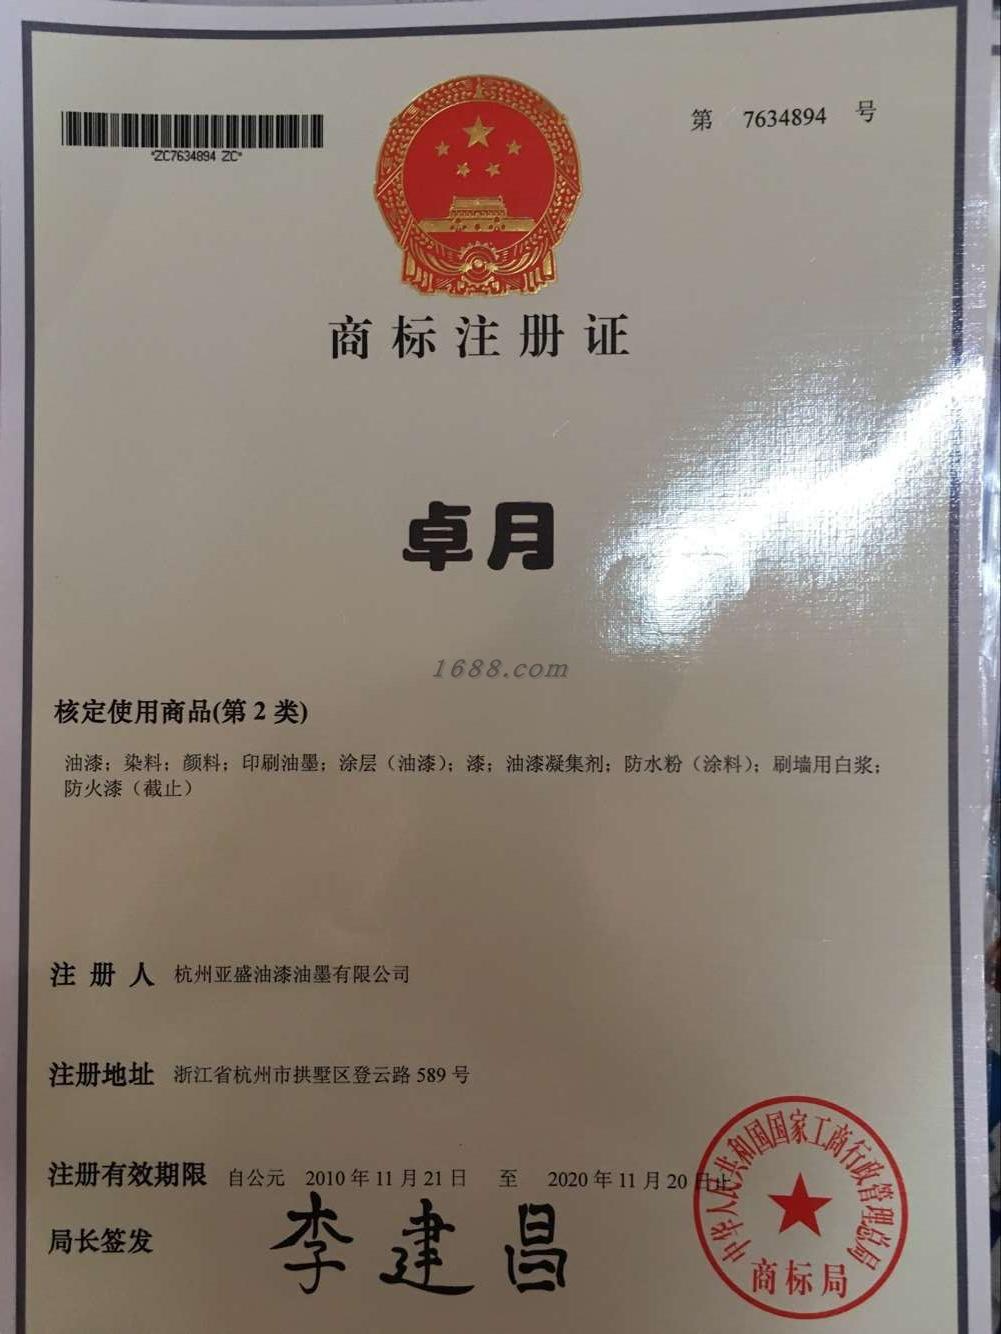 *ZC7634894 ZC*
第 7634894 号
商标注册证
卓月
1688.com
核定使用商品(第 2 类)
油漆；染料；颜料；印刷油墨；涂层（油漆）；漆；油漆凝集剂；防水粉（涂料）；刷墙用白浆；
防火漆（截止）
注 册 人 杭州亚盛油漆油墨有限公司
注册地址 浙江省杭州市拱墅区登云路 589 号
注册有效期限 自公元 2010 年 11 月 21 日 至 2020 年 11 月 20 日止
局长签发 李建昌
中华人民共和国国家工商行政管理总局
商标局